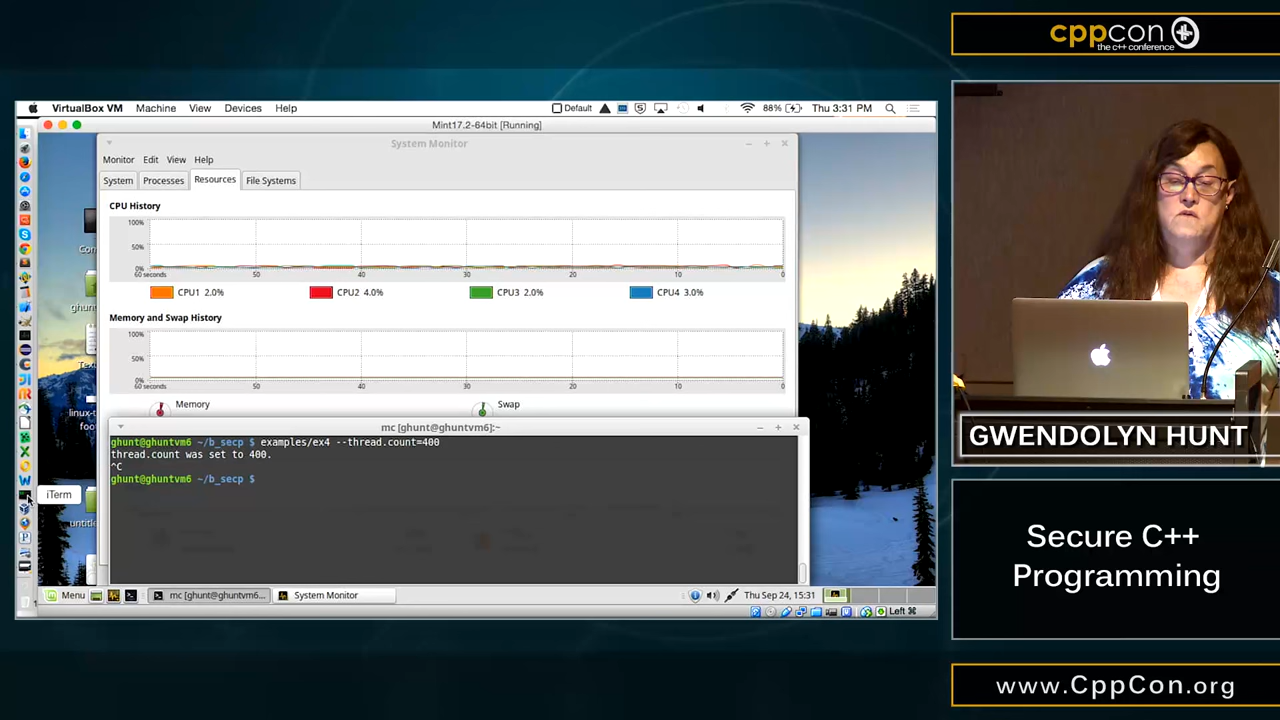 cppcon
the c++ conference
VirtualBox VM Machine View Devices Help
Default
88%
Thu 3:31 PM
Mint17.2-64bit [Running]
System Monitor
Monitor Edit View Help
System Processes Resources File Systems
CPU History
100%
50%
0%
60 seconds 50 40 30 20 10 0
CPU1 2.0% CPU2 4.0% CPU3 2.0% CPU4 3.0%
Memory and Swap History
100%
50%
0%
60 seconds 50 40 30 20 10 0
Memory Swap
mc [ghunt@ghuntvm6]:~
ghunt@ghuntvm6 ~/b_secp $ examples/ex4 --thread.count=400
thread.count was set to 400.
^C
ghunt@ghuntvm6 ~/b_secp $
iTerm
Menu
mc [ghunt@ghuntvm6...
System Monitor
Thu Sep 24, 15:31
Left ⌘
GWENDOLYN HUNT
Secure C++
Programming
www.CppCon.org